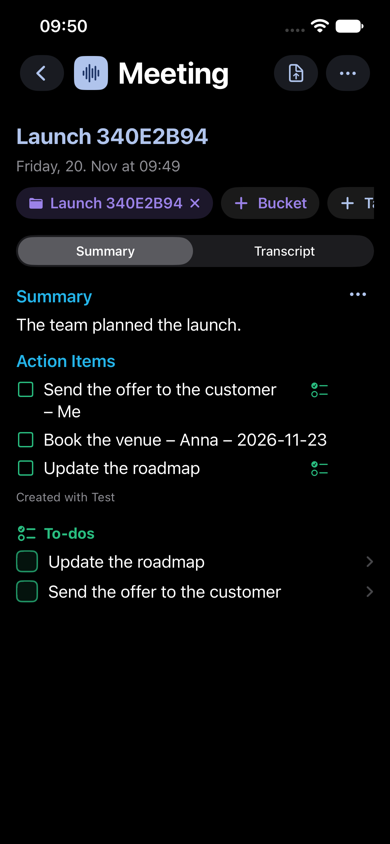 09:50
Meeting
Launch 340E2B94
Friday, 20. Nov at 09:49
Launch 340E2B94
Bucket
Summary
Transcript
Summary
The team planned the launch.
Action Items
Send the offer to the customer
– Me
Book the venue – Anna – 2026-11-23
Update the roadmap
Created with Test
To-dos
Update the roadmap
Send the offer to the customer